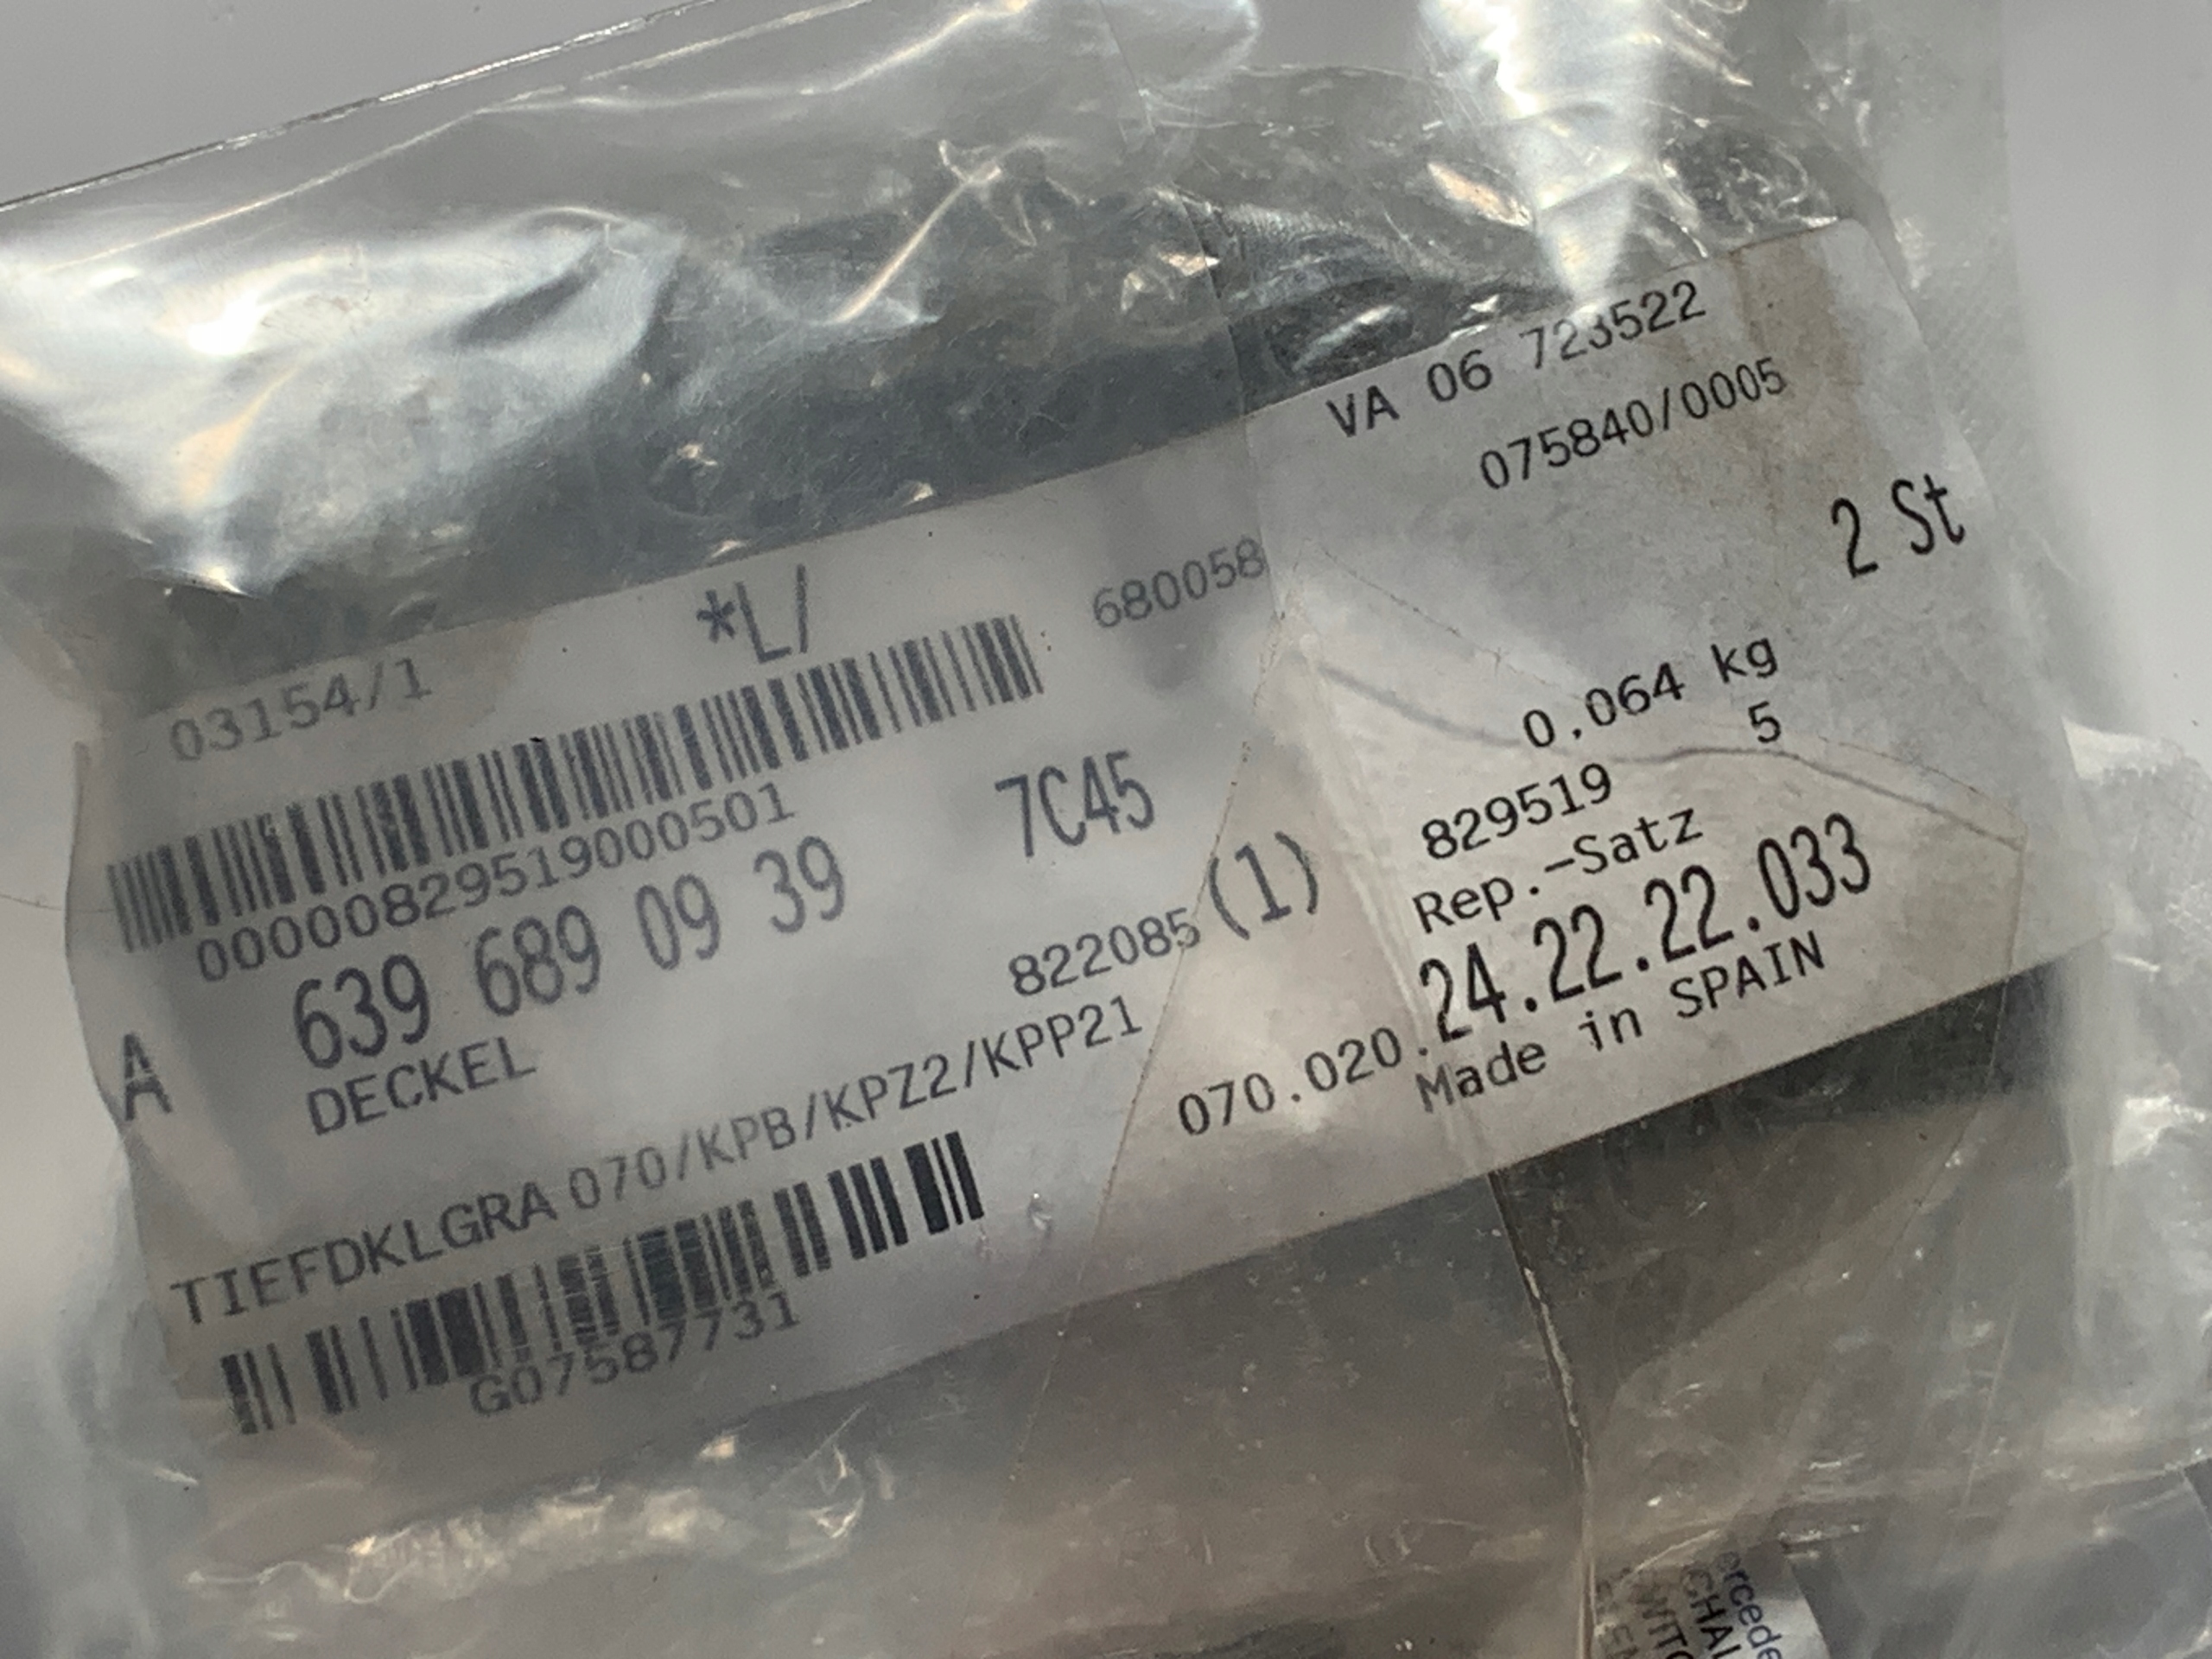 VA 06 723522
075840/0005
2 St
03154/1 *L/ 680058
0000082951900050​1
0.064 kg
5
A 639 689 09 39 7C45
829519
DECKEL 822085 (1) Rep.-Satz
TIEFDKLGRA 070/KPB/KPZ2/KPP21 070.020.24.22.22.033
Made in SPAIN
G07587731